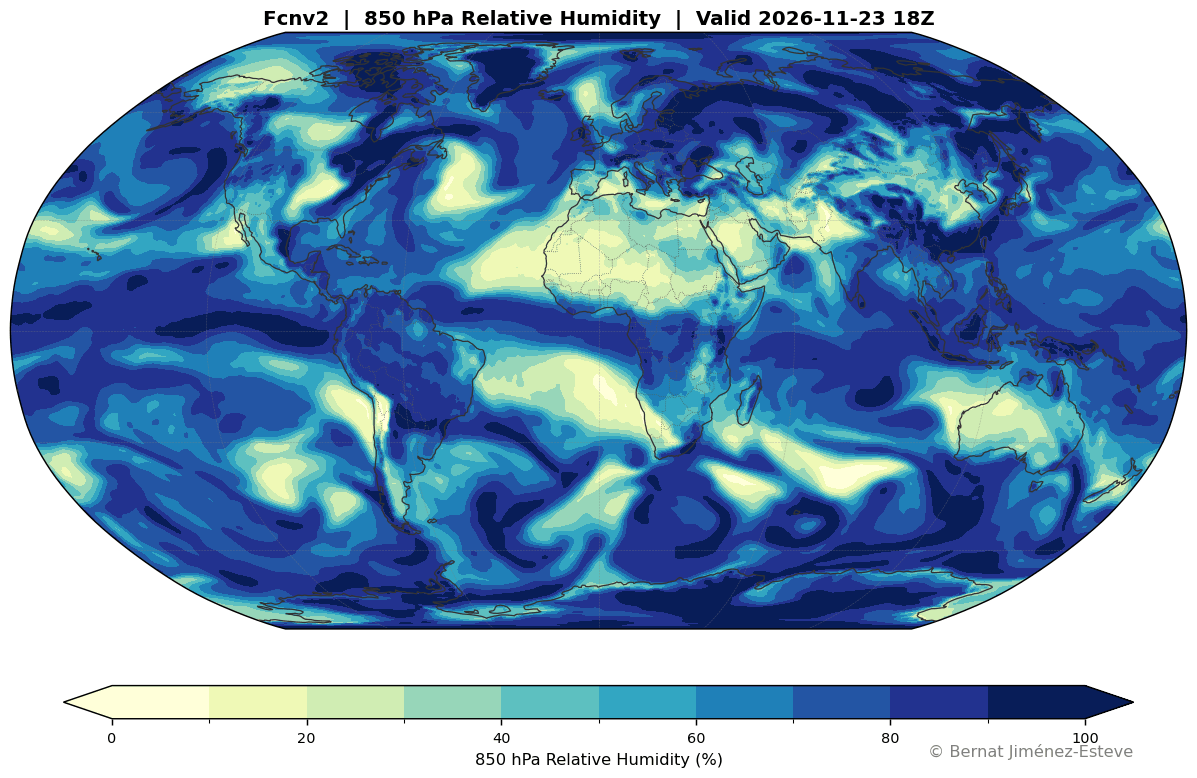 Fcnv2 | 850 hPa Relative Humidity | Valid 2026-11-23 18Z
0 20 40 60 80 100
850 hPa Relative Humidity (%)
© Bernat Jiménez-Esteve